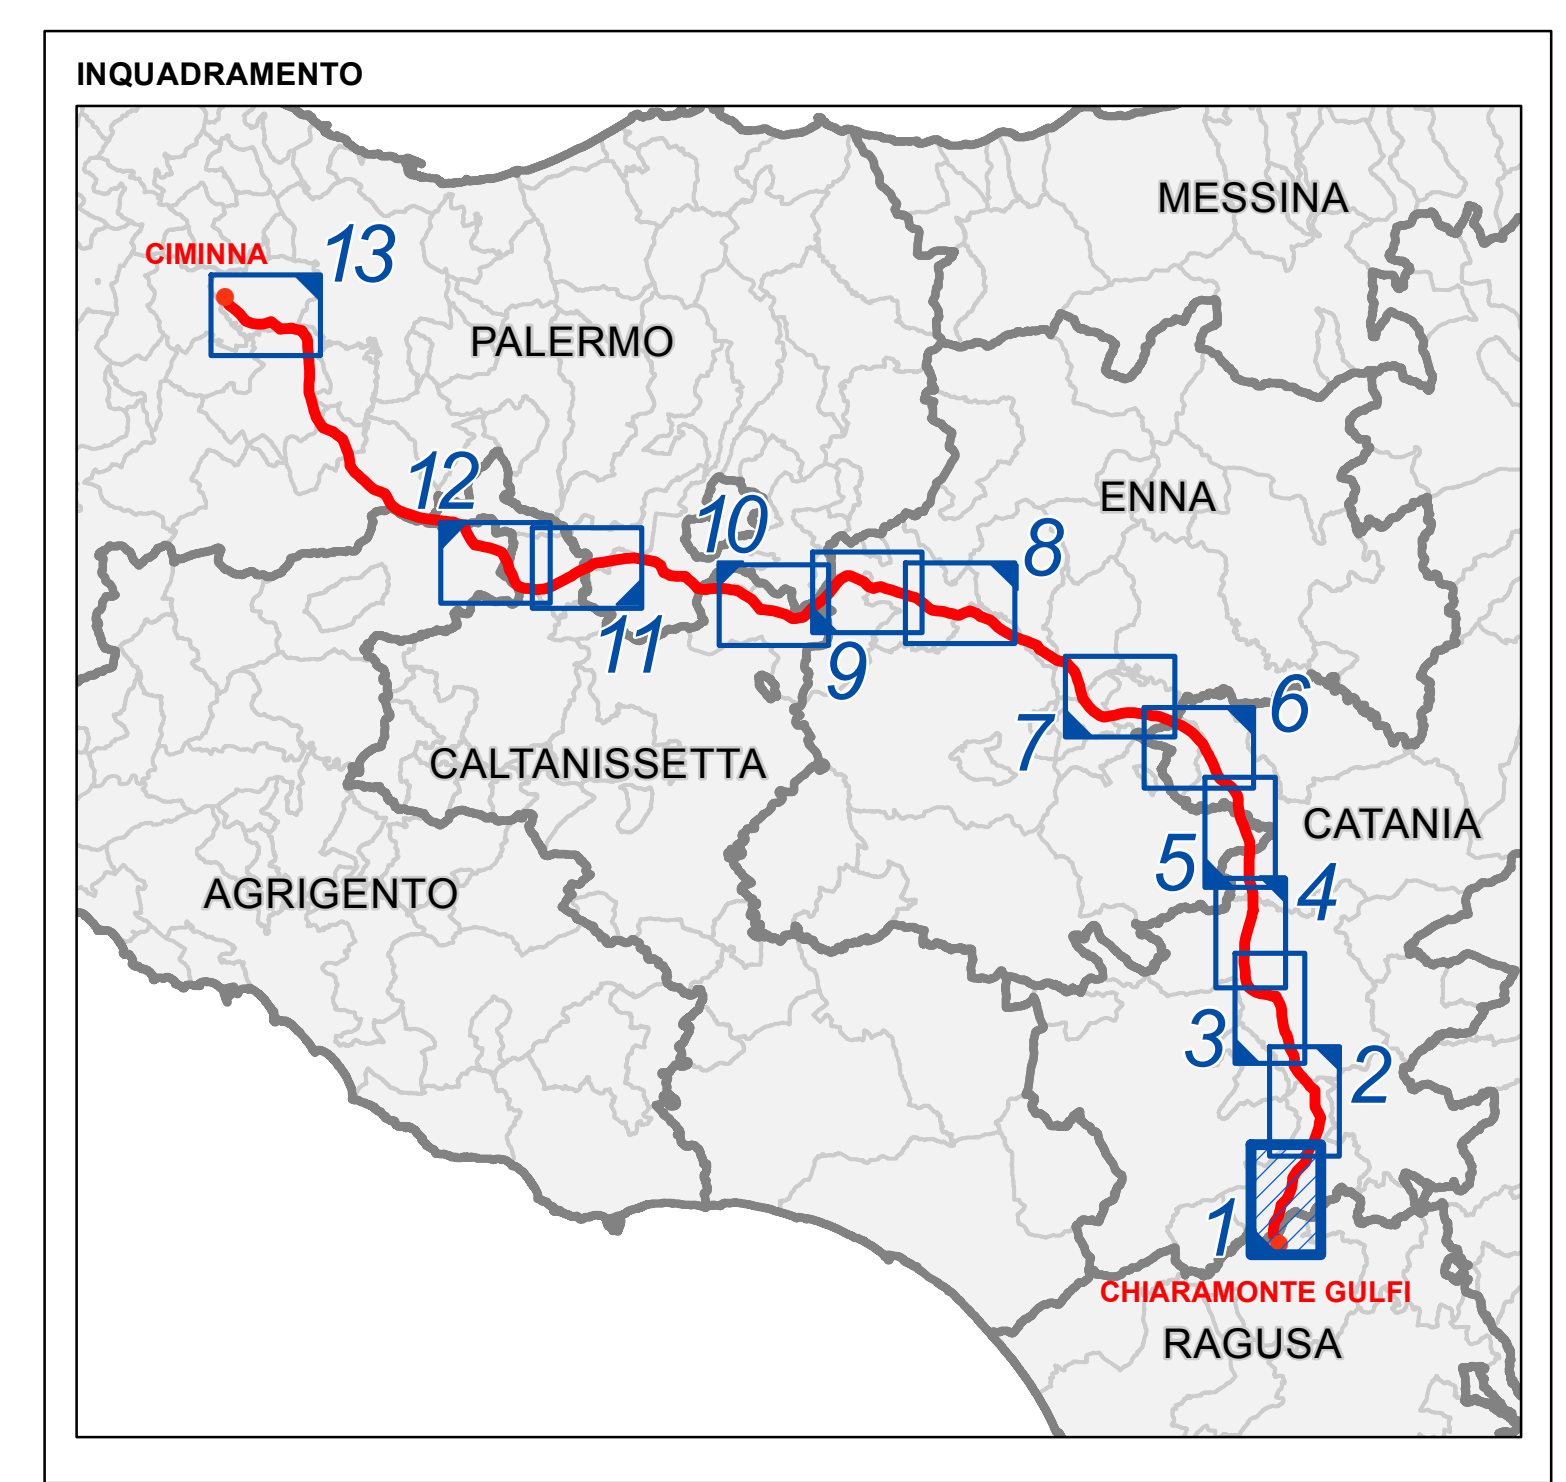 INQUADRAMENTO
MESSINA
CIMINNA
13
PALERMO
12
10
ENNA
8
11
9
6
7
CALTANISSETTA
CATANIA
5
4
AGRIGENTO
3
2
1
CHIARAMONTE GULFI
RAGUSA